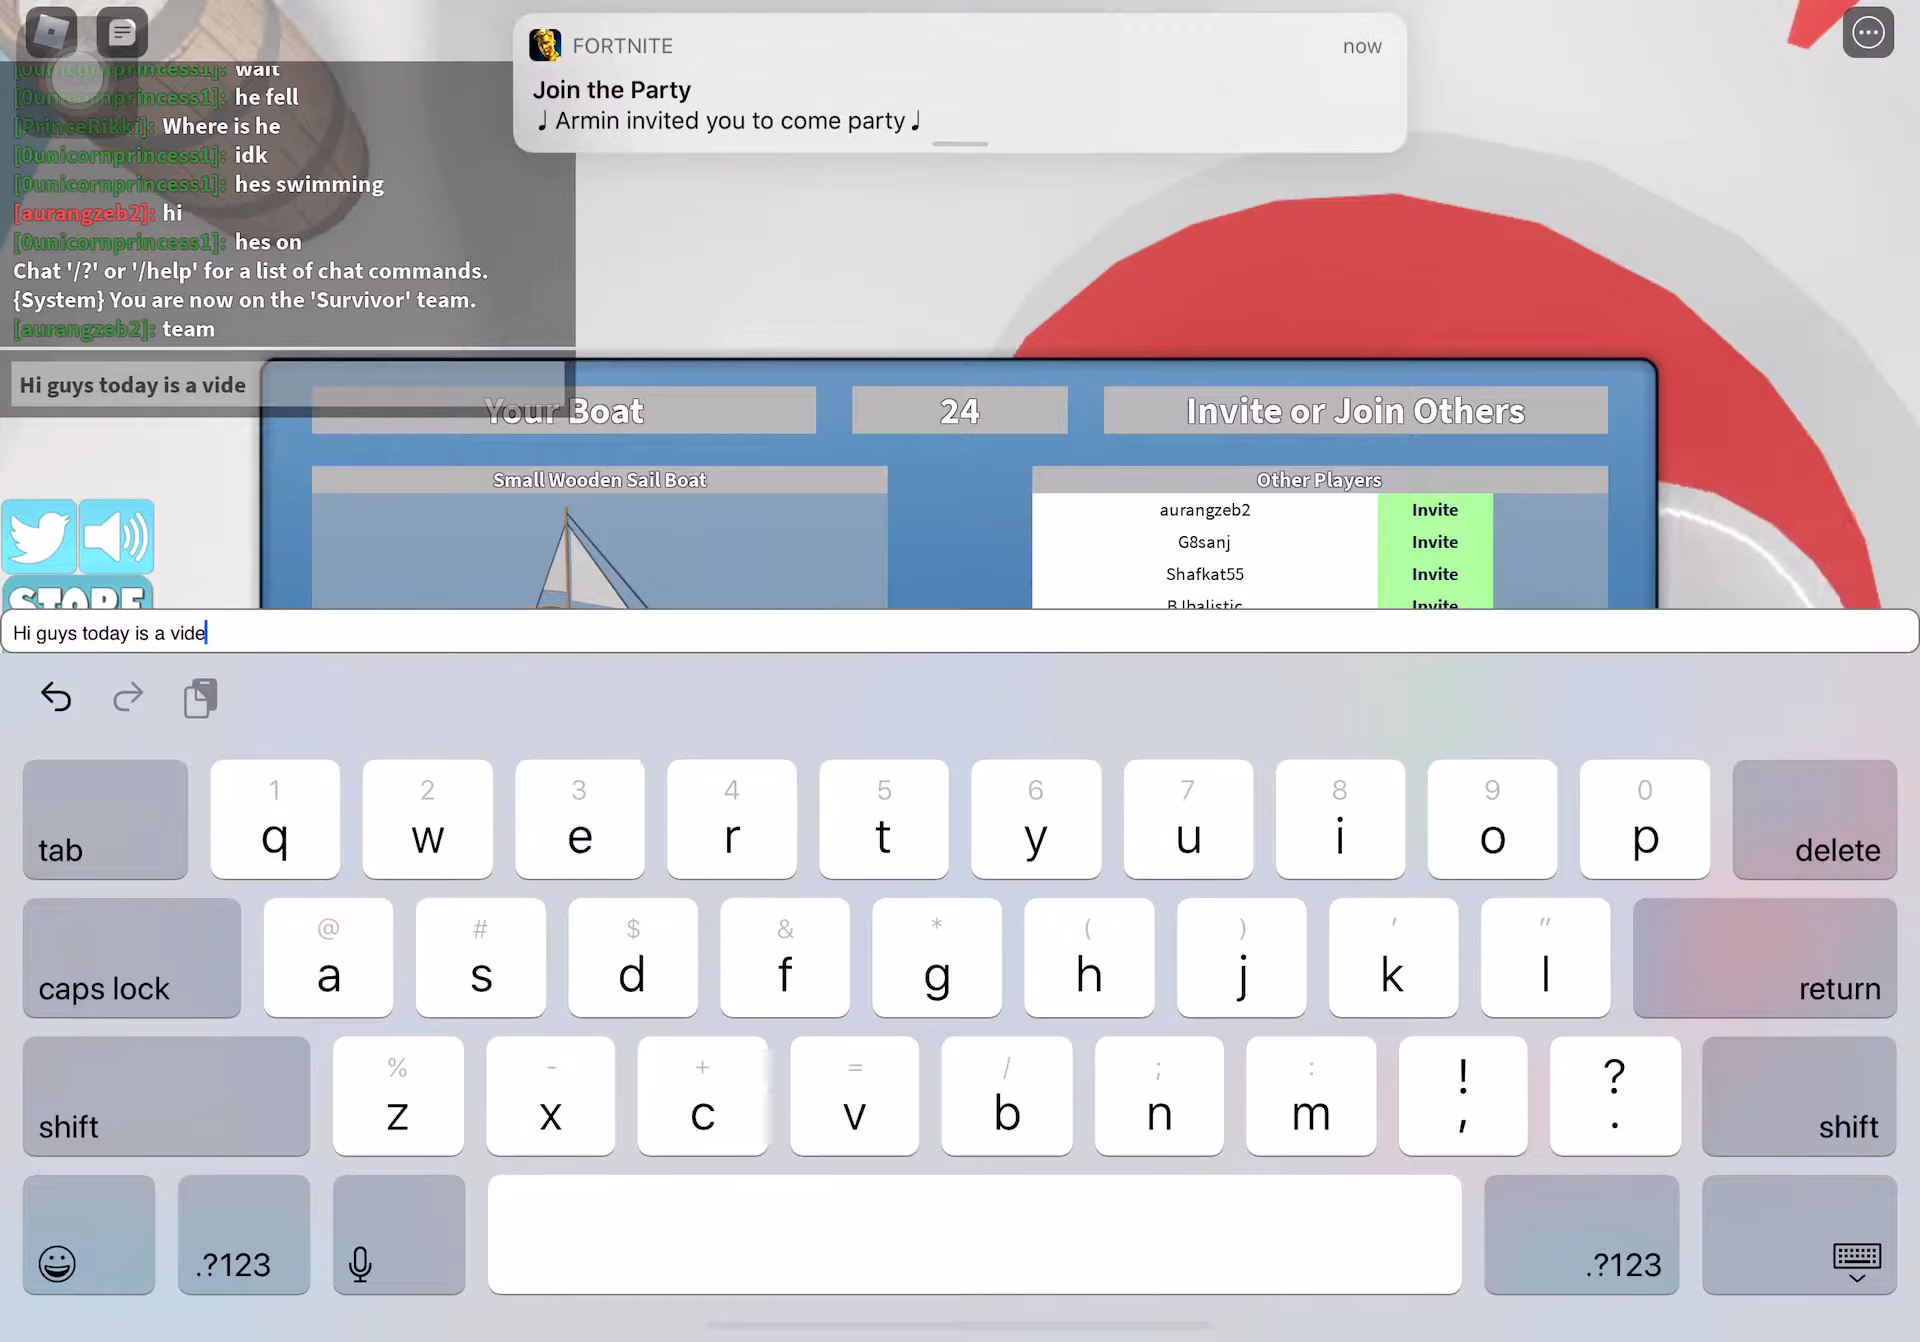 FORTNITE
now
Join the Party
♩ Armin invited you to come party ♩
[0unicornprincess1]: wait
[0unicornprincess1]: he fell
[PrinceRikki]: Where is he
[0unicornprincess1]: idk
[0unicornprincess1]: hes swimming
[aurangzeb2]: hi
[0unicornprincess1]: hes on
Chat '/?' or '/help' for a list of chat commands.
{System} You are now on the 'Survivor' team.
[aurangzeb2]: team
Hi guys today is a vide
Your Boat
24
Invite or Join Others
Small Wooden Sail Boat
Other Players
aurangzeb2 Invite
G8sanj Invite
Shafkat55 Invite
BJbalistic Invite
STORE
Hi guys today is a vide
1 2 3 4 5 6 7 8 9 0
tab q w e r t y u i o p delete
@ # $ & * ( ) ' "
caps lock a s d f g h j k l return
% - + = / ; : ! ?
shift z x c v b n m , . shift
.?123 .?123